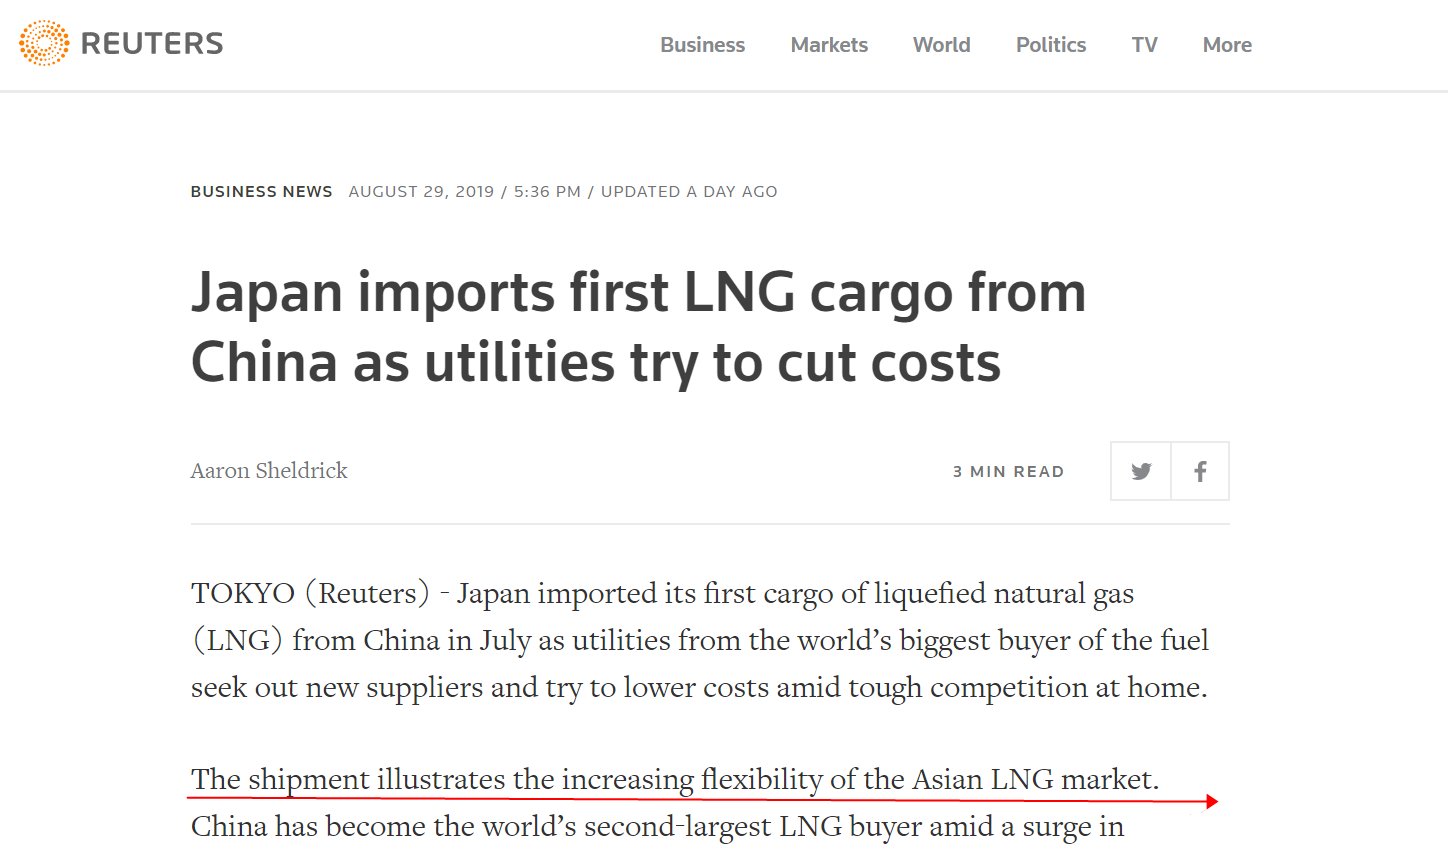 REUTERS
Business Markets World Politics TV More
BUSINESS NEWS AUGUST 29, 2019 / 5:36 PM / UPDATED A DAY AGO
Japan imports first LNG cargo from
China as utilities try to cut costs
Aaron Sheldrick
3 MIN READ
TOKYO (Reuters) - Japan imported its first cargo of liquefied natural gas
(LNG) from China in July as utilities from the world’s biggest buyer of the fuel
seek out new suppliers and try to lower costs amid tough competition at home.
The shipment illustrates the increasing flexibility of the Asian LNG market.
China has become the world’s second-largest LNG buyer amid a surge in